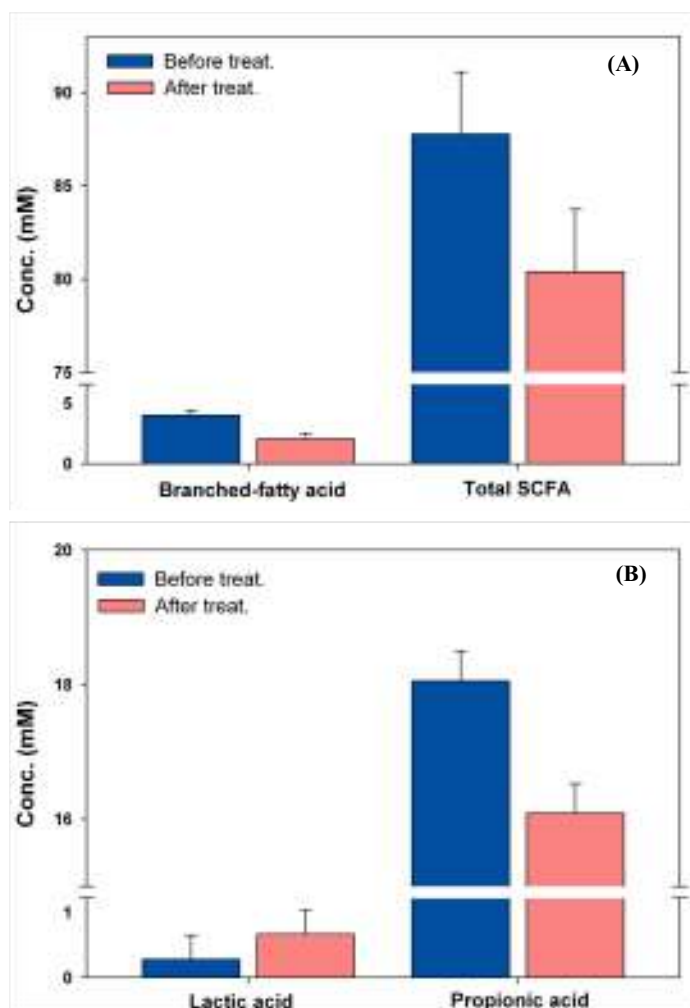 Before treat.
(A)
After treat.
90
85
80
75
5
0
Conc. (mM)
Branched-fatty acid Total SCFA
20
Before treat.
(B)
After treat.
18
16
1
0
Conc. (mM)
Lactic acid Propionic acid